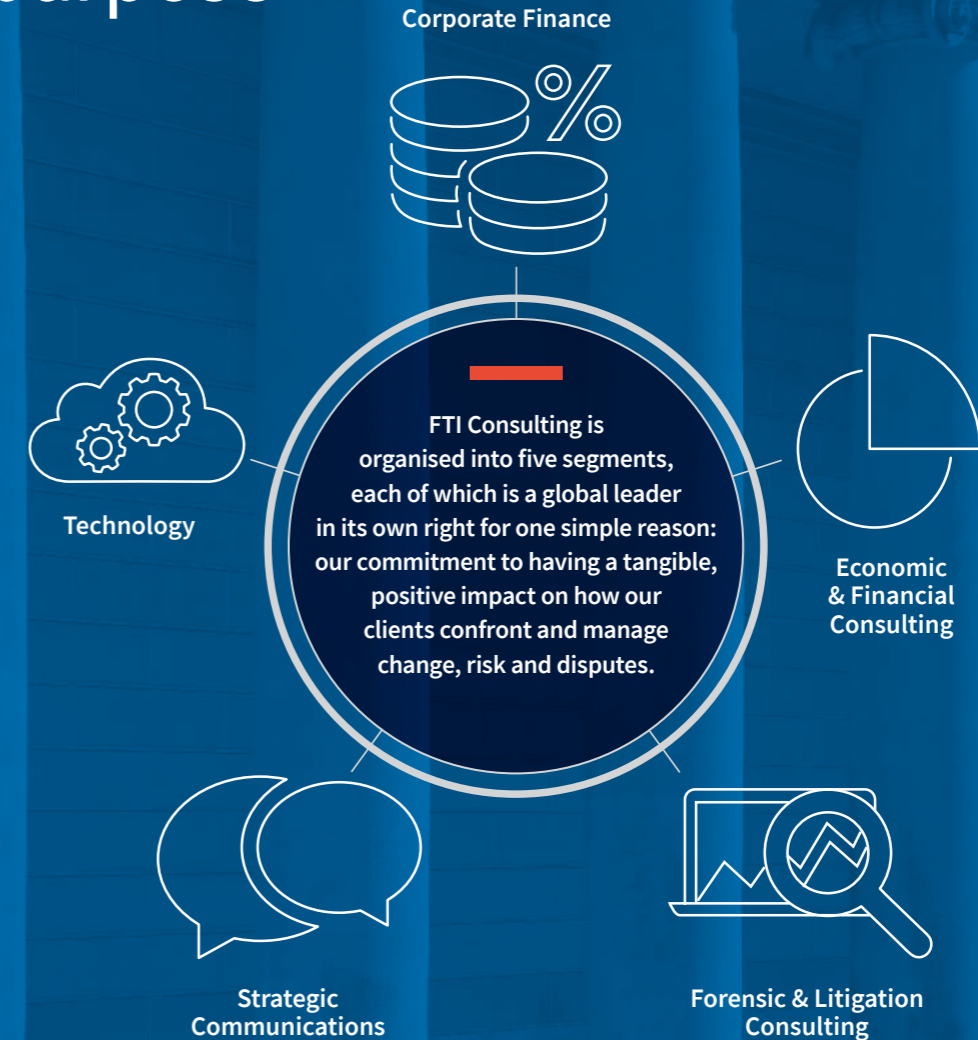 Corporate Finance
FTI Consulting is
organised into five segments,
each of which is a global leader
in its own right for one simple reason:
our commitment to having a tangible,
positive impact on how our
clients confront and manage
change, risk and disputes.
Technology
Economic
& Financial
Consulting
Strategic
Communications
Forensic & Litigation
Consulting